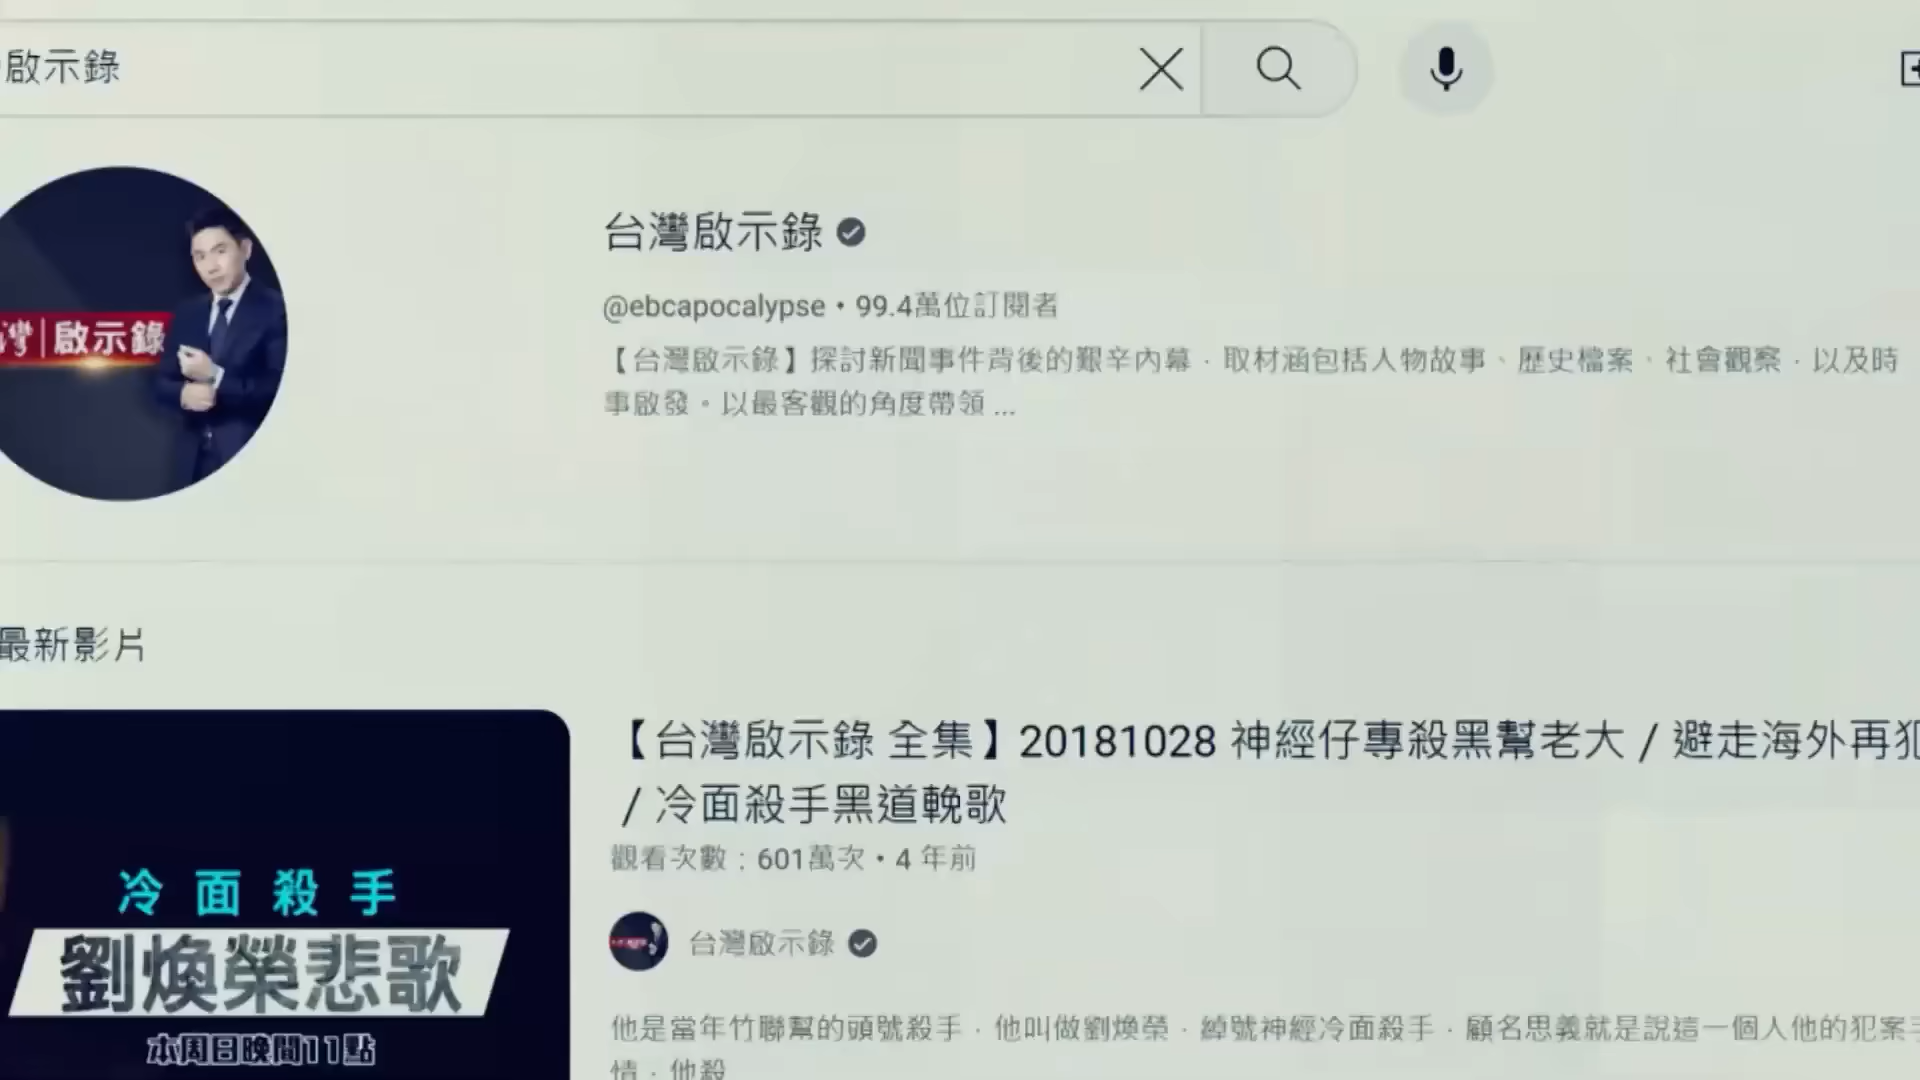 啟示錄
灣|啟示錄
台灣啟示錄
@ebcapocalypse・99.4萬位訂閱者
【台灣啟示錄】探討新聞事件背後的艱辛內幕，取材涵包括人物故事、歷史檔案、社會觀察，以及時
事啟發。以最客觀的角度帶領 ...
最新影片
【台灣啟示錄 全集】20181028 神經仔專殺黑幫老大 / 避走海外再犯
/ 冷面殺手黑道輓歌
觀看次數：601萬次・4 年前
冷面殺手
劉煥榮悲歌
本周日晚間11點
台灣啟示錄
他是當年竹聯幫的頭號殺手，他叫做劉煥榮，綽號神經冷面殺手，顧名思義就是說這一個人他的犯案手
情，他殺